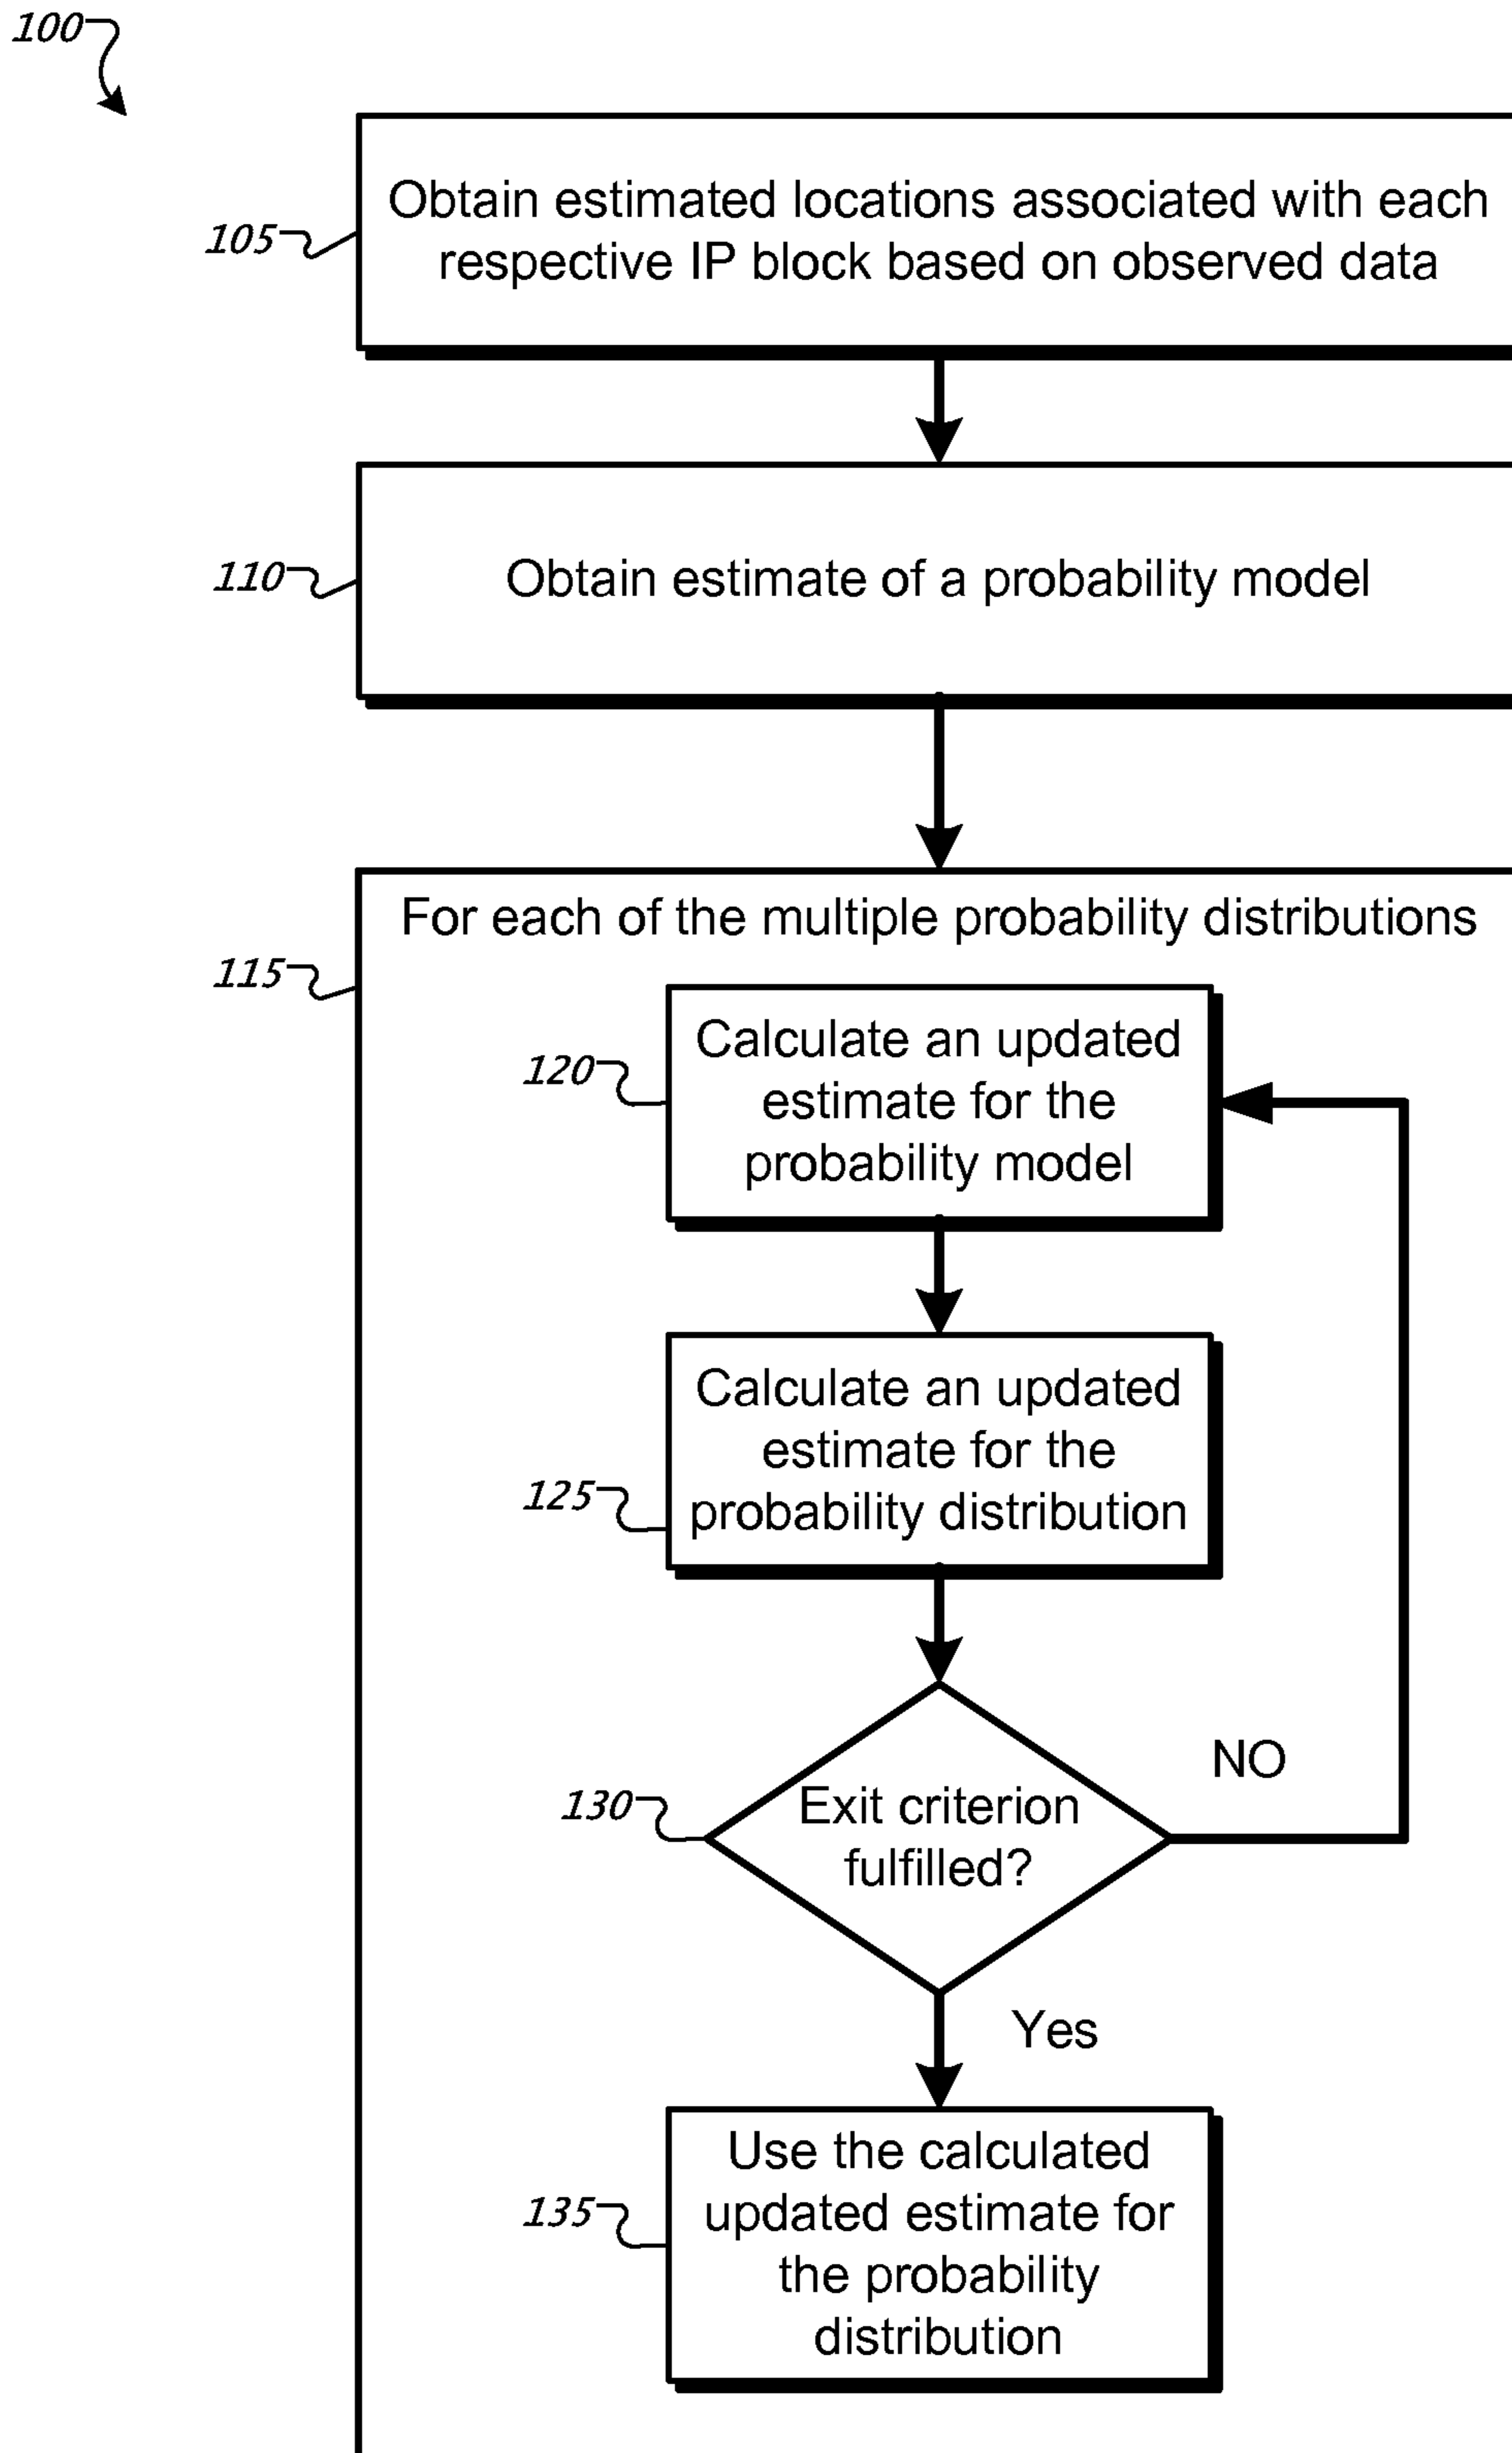 100
Obtain estimated locations associated with each
respective IP block based on observed data
105
Obtain estimate of a probability model
110
For each of the multiple probability distributions
115
Calculate an updated
estimate for the
probability model
120
Calculate an updated
estimate for the
probability distribution
125
Exit criterion
fulfilled?
130
NO
Yes
Use the calculated
updated estimate for
the probability
distribution
135